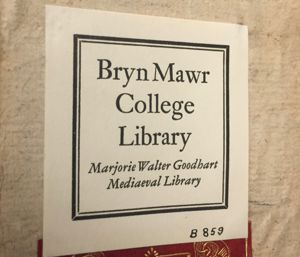 Bryn Mawr
College
Library
Marjorie Walter Goodhart
Mediaeval Library
B 859